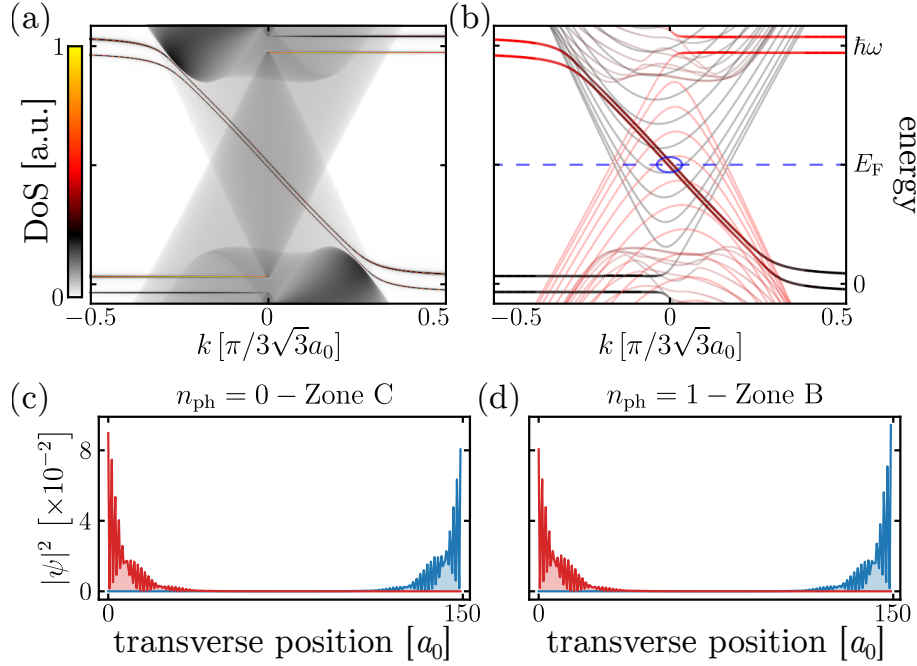 (a)
(b)
DoS [a.u.]
1
0
−0.5 0 0.5
k [π/3√3a₀]
ħω
E_F
0
energy
−0.5 0 0.5
k [π/3√3a₀]
(c) n_ph = 0 – Zone C
(d) n_ph = 1 – Zone B
|ψ|² [×10⁻²]
8
4
0
0 150
transverse position [a₀]
0 150
transverse position [a₀]